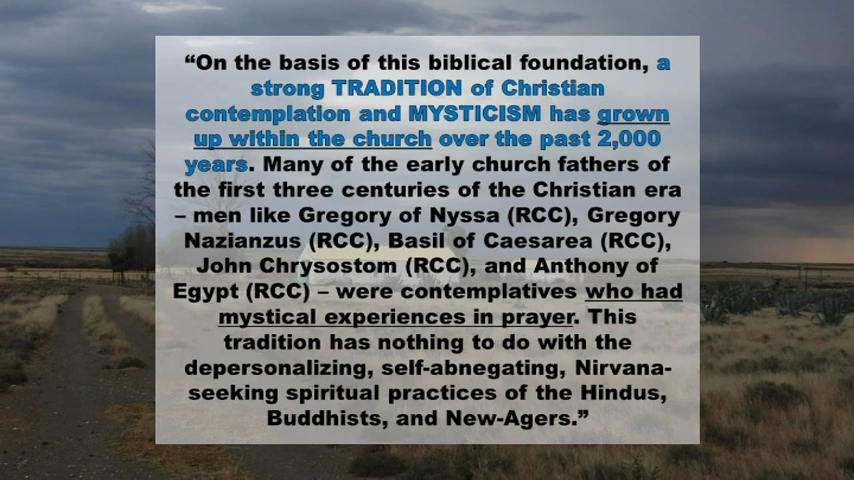 “On the basis of this biblical foundation, a
strong TRADITION of Christian
contemplation and MYSTICISM has grown
up within the church over the past 2,000
years. Many of the early church fathers of
the first three centuries of the Christian era
– men like Gregory of Nyssa (RCC), Gregory
Nazianzus (RCC), Basil of Caesarea (RCC),
John Chrysostom (RCC), and Anthony of
Egypt (RCC) – were contemplatives who had
mystical experiences in prayer. This
tradition has nothing to do with the
depersonalizing, self-abnegating, Nirvana-
seeking spiritual practices of the Hindus,
Buddhists, and New-Agers.”